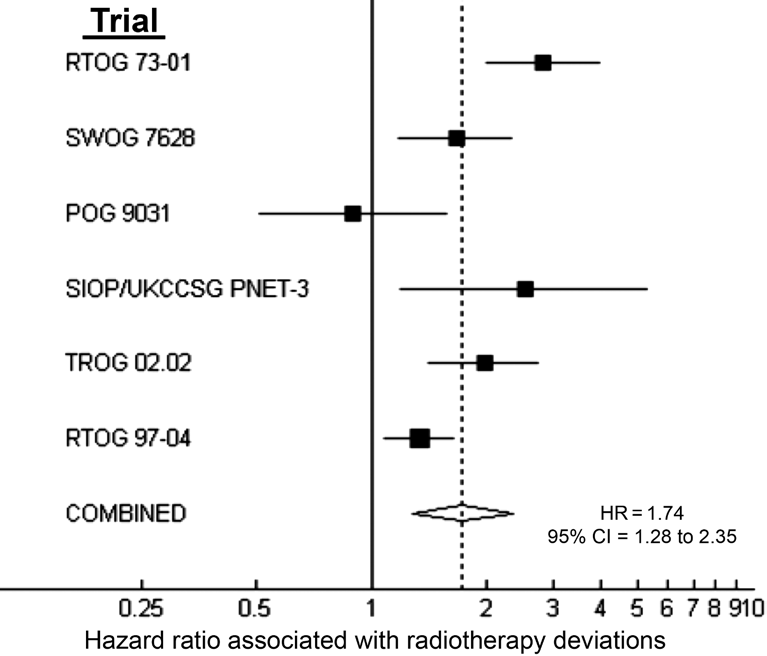 Trial
RTOG 73-01
SWOG 7628
POG 9031
SIOP/UKCCSG PNET-3
TROG 02.02
RTOG 97-04
COMBINED
HR = 1.74
95% CI = 1.28 to 2.35
0.25 0.5 1 2 3 4 5 6 7 8 910
Hazard ratio associated with radiotherapy deviations